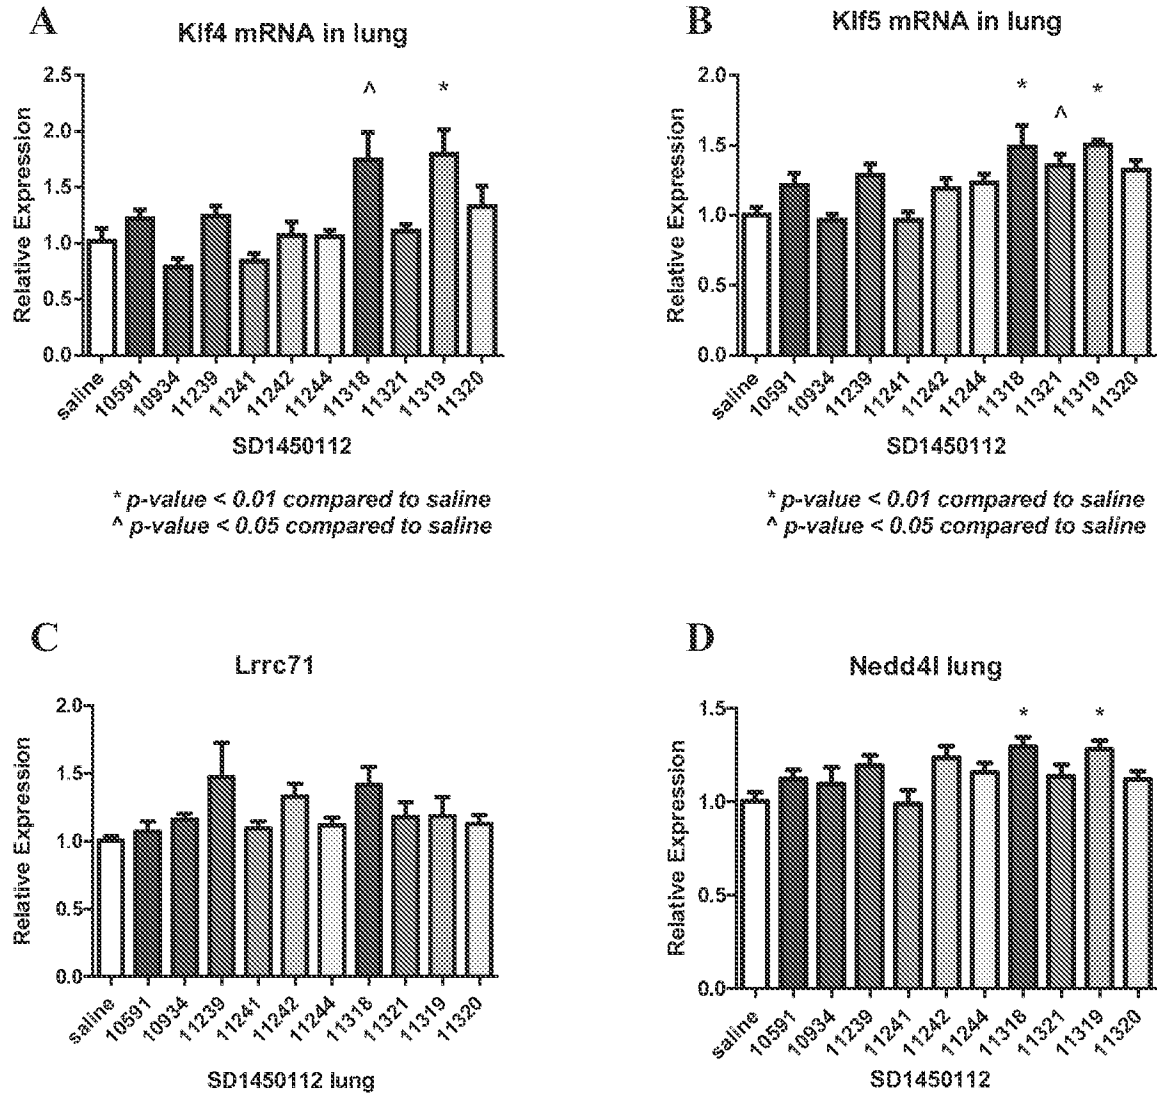 A
Klf4 mRNA in lung
Relative Expression
2.5
2.0
1.5
1.0
0.5
0.0
^
*
saline
10591
10934
11239
11241
11242
11244
11318
11321
11319
11320
SD1450112
* p-value < 0.01 compared to saline
^ p-value < 0.05 compared to saline
B
Klf5 mRNA in lung
Relative Expression
2.0
1.5
1.0
0.5
0.0
*
^
*
saline
10591
10934
11239
11241
11242
11244
11318
11321
11319
11320
SD1450112
* p-value < 0.01 compared to saline
^ p-value < 0.05 compared to saline
C
Lrrc71
Relative Expression
2.0
1.5
1.0
0.5
0.0
saline
10591
10934
11239
11241
11242
11244
11318
11321
11319
11320
SD1450112 lung
D
Nedd4l lung
Relative Expression
1.5
1.0
0.5
0.0
*
*
saline
10591
10934
11239
11241
11242
11244
11318
11321
11319
11320
SD1450112